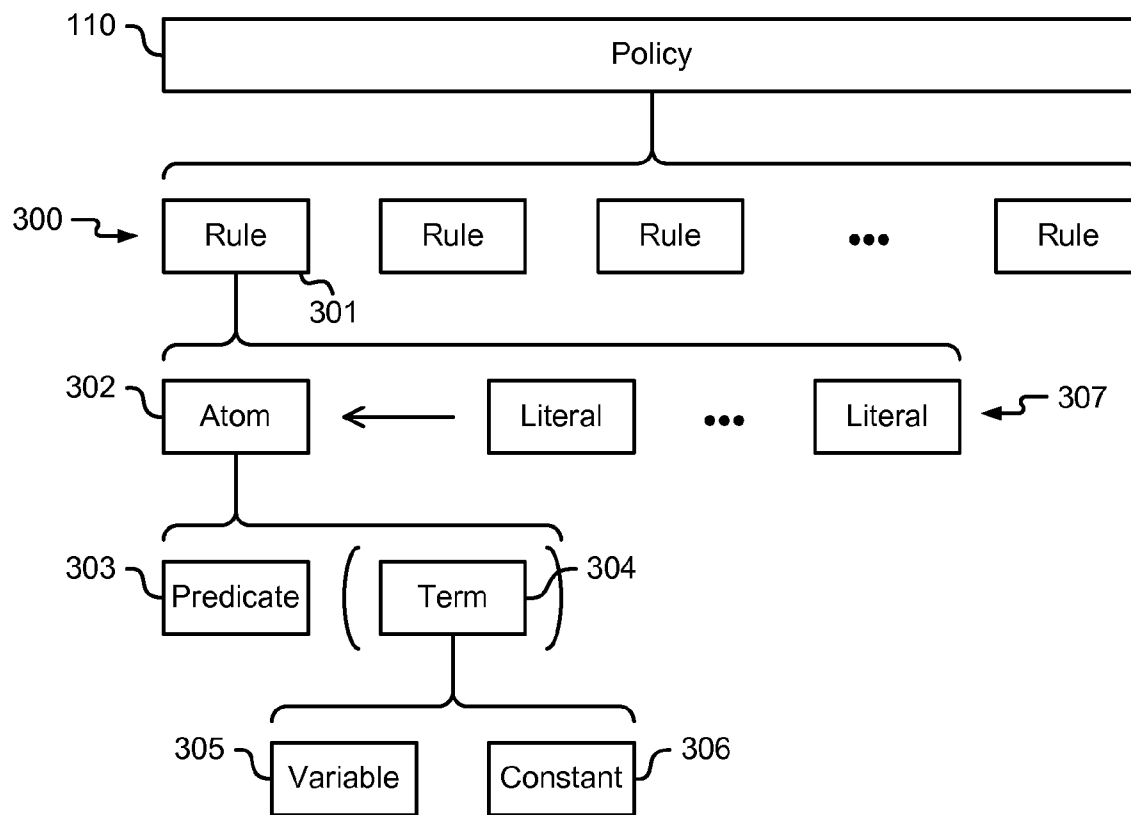 110
Policy
300
Rule
Rule
Rule
•••
Rule
301
302
Atom
Literal
•••
Literal
307
303
Predicate
(
Term
)
304
305
Variable
Constant
306